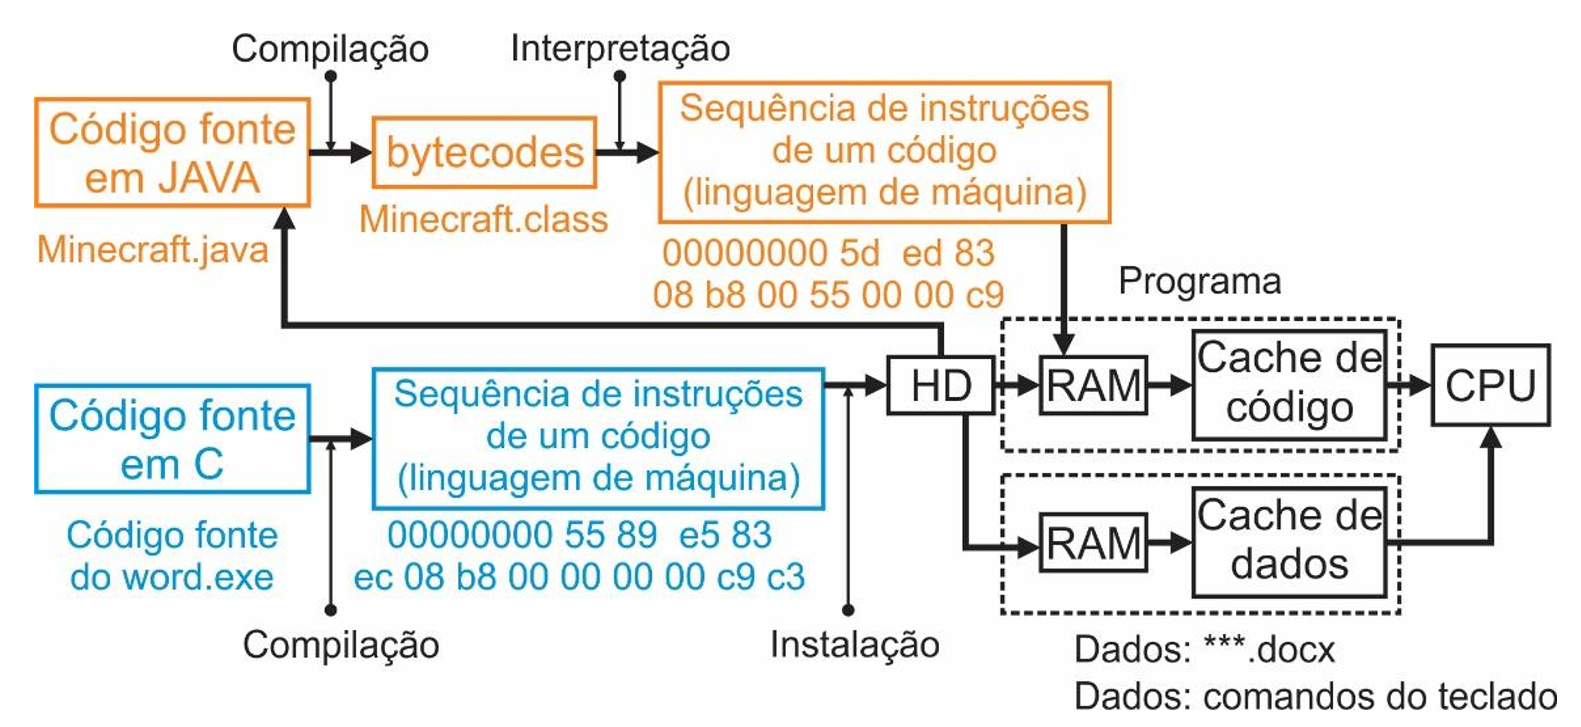 Compilação
Interpretação
Código fonte
em JAVA
bytecodes
Sequência de instruções
de um código
(linguagem de máquina)
Minecraft.java
Minecraft.class
00000000 5d  ed 83
08 b8 00 55 00 00 c9
Programa
HD
RAM
Cache de
código
CPU
Código fonte
em C
Sequência de instruções
de um código
(linguagem de máquina)
RAM
Cache de
dados
Código fonte
do word.exe
00000000 55 89  e5 83
ec 08 b8 00 00 00 00 c9 c3
Compilação
Instalação
Dados: ***.docx
Dados: comandos do teclado